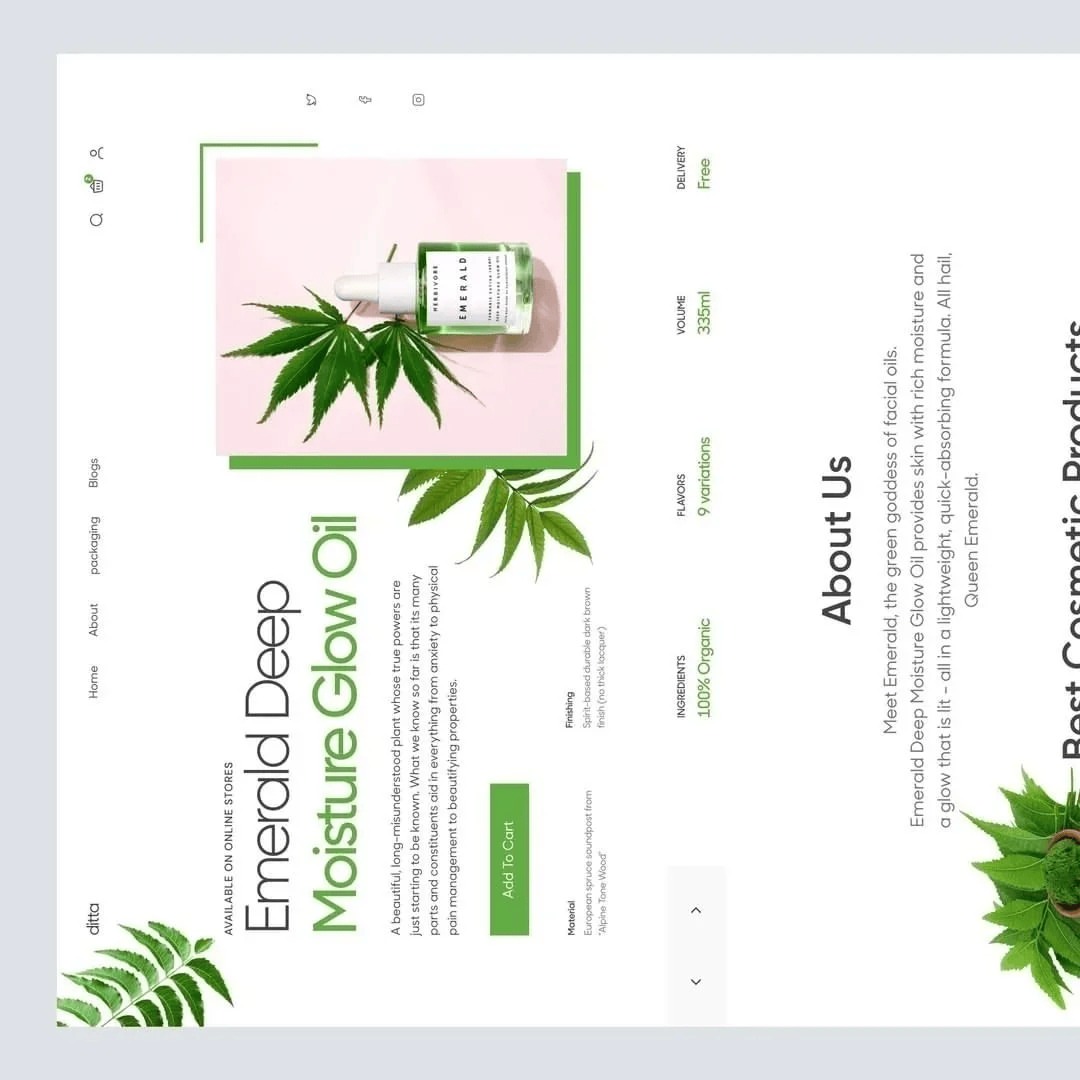 ditta
Home
About
packaging
Blogs
2
AVAILABLE ON ONLINE STORES
Emerald Deep
Moisture Glow Oil
A beautiful, long-misunderstood plant whose true powers are
just starting to be known. What we know so far is that its many
parts and constituents aid in everything from anxiety to physical
pain management to beautifying properties.
Add To Cart
Material
European spruce soundpost from
"Alpine Tone Wood"
Finishing
Spirit-based durable dark brown
finish (no thick lacquer)
HERBIVORE
EMERALD
DEEP MOISTURE GLOW OIL
INGREDIENTS
100% Organic
FLAVORS
9 variations
VOLUME
335ml
DELIVERY
Free
About Us
Meet Emerald, the green goddess of facial oils.
Emerald Deep Moisture Glow Oil provides skin with rich moisture and
a glow that is lit – all in a lightweight, quick-absorbing formula. All hail,
Queen Emerald.
Best Cosmetic Products